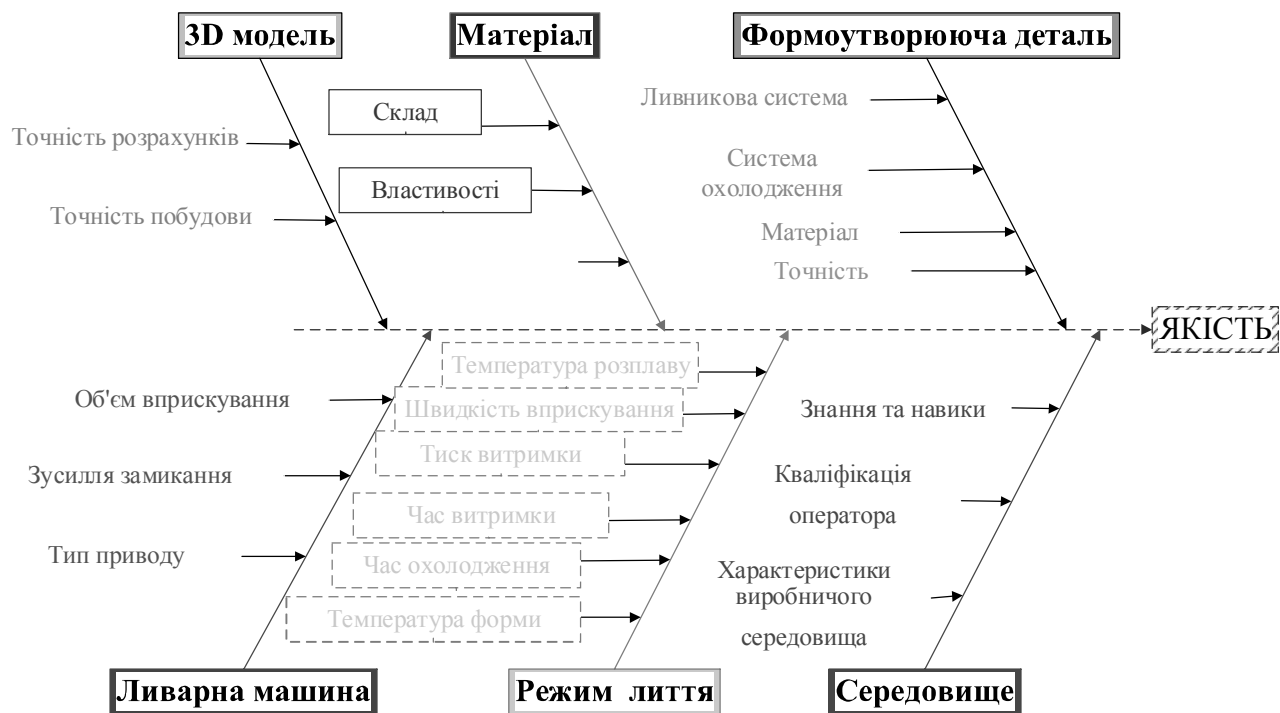 3D модель
Матеріал
Формоутворююча деталь
Ливникова система
Склад
Точність розрахунків
Система
охолодження
Властивості
Точність побудови
Матеріал
Точність
ЯКІСТЬ
Температура розплаву
Об'єм вприскування
Швидкість вприскування
Знання та навики
Тиск витримки
Зусилля замикання
Кваліфікація
оператора
Час витримки
Тип приводу
Час охолодження
Характеристики
виробничого
середовища
Температура форми
Ливарна машина
Режим лиття
Середовище